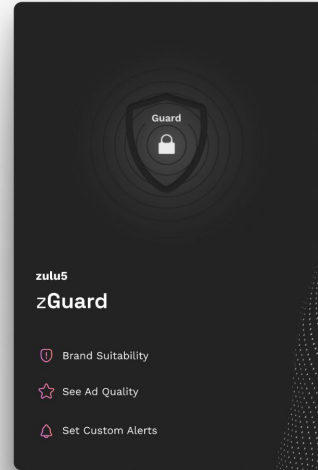 Guard
zulu5
zGuard
Brand Suitability
See Ad Quality
Set Custom Alerts